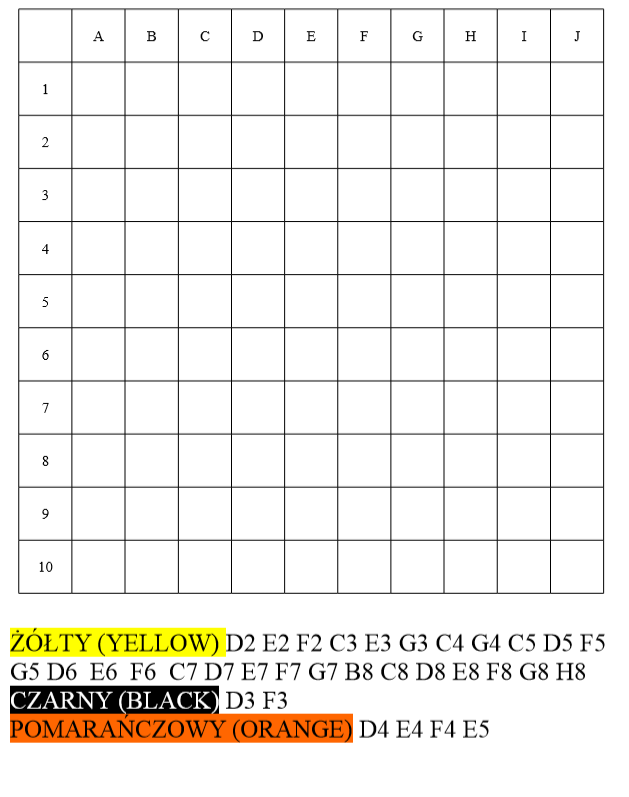 A B C D E F G H I J
1
2
3
4
5
6
7
8
9
10
ŻÓŁTY (YELLOW) D2 E2 F2 C3 E3 G3 C4 G4 C5 D5 F5
G5 D6 E6 F6 C7 D7 E7 F7 G7 B8 C8 D8 E8 F8 G8 H8
CZARNY (BLACK) D3 F3
POMARAŃCZOWY (ORANGE) D4 E4 F4 E5